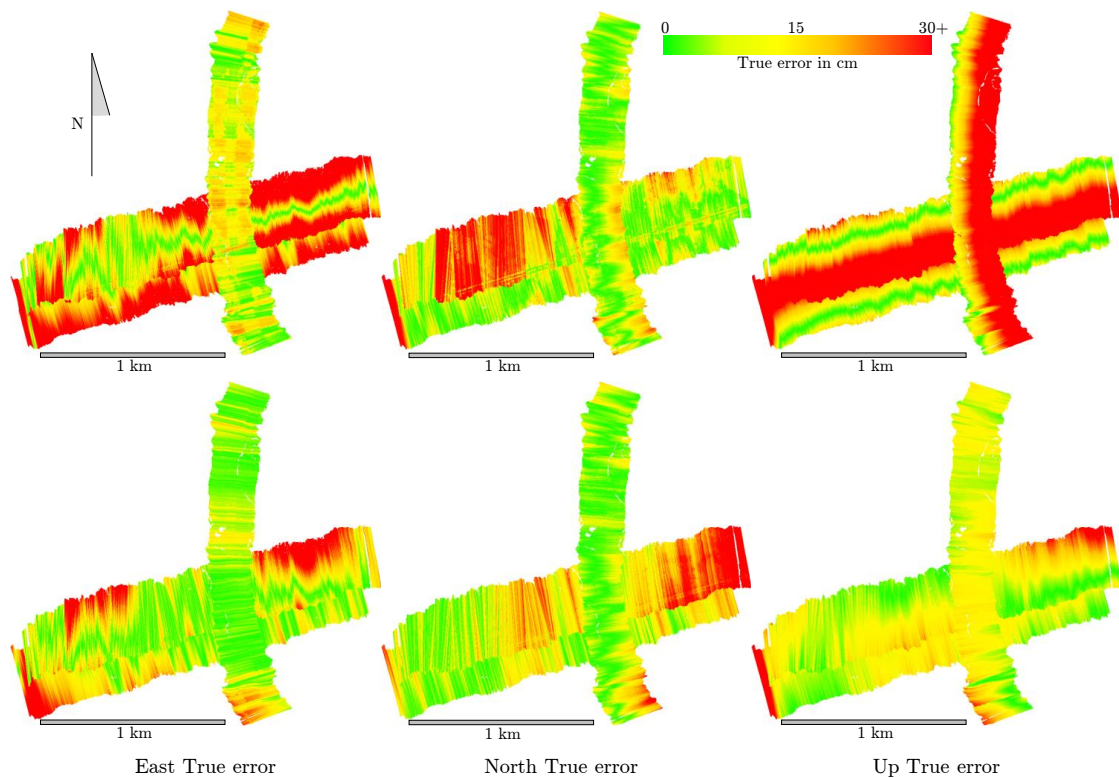 0 15 30+
True error in cm
N
1 km 1 km 1 km
1 km 1 km 1 km
East True error North True error Up True error